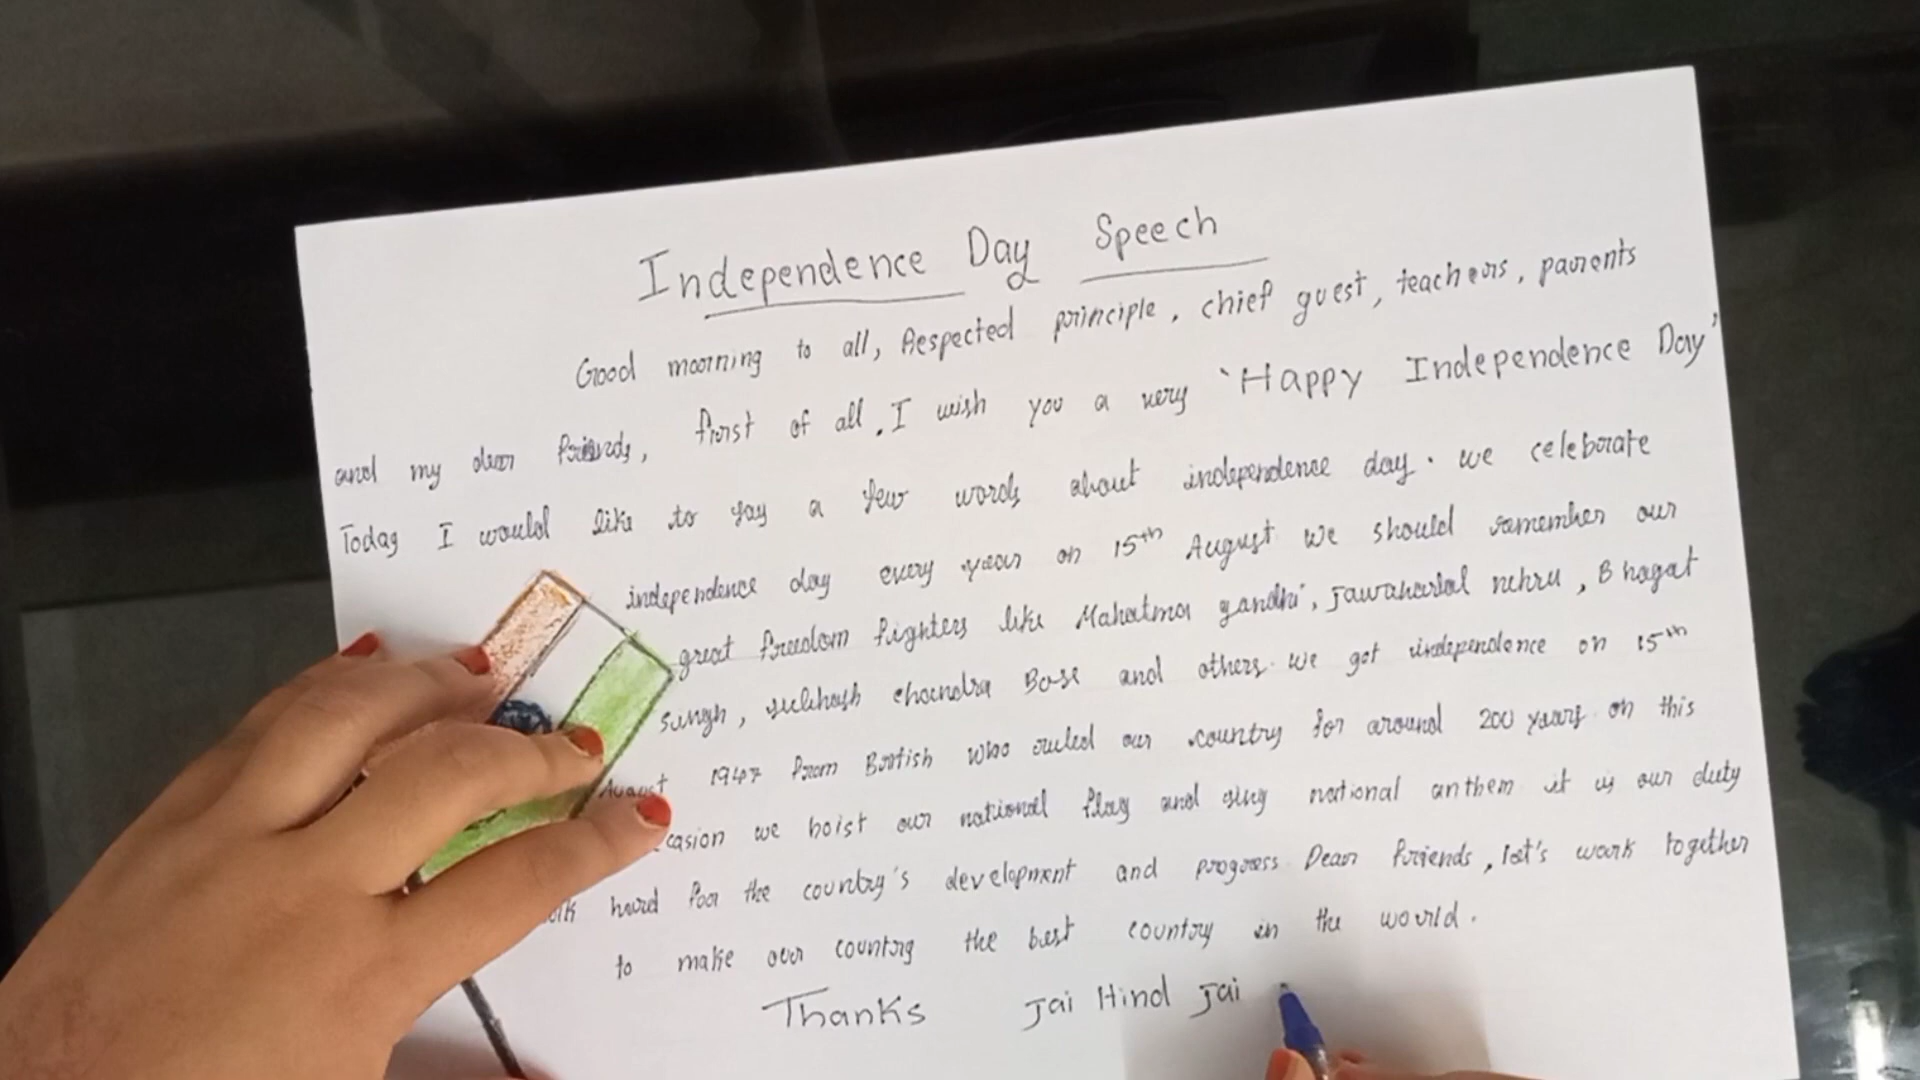 Independence Day Speech
Good morning to all, Respected principle, chief guest, teachers, parents
and my dear friends, first of all, I wish you a very 'Happy Independence Day'
Today I would like to say a few words about independence day. we celebrate
independence day every year on 15th August we should remember our
great freedom fighters like Mahatma gandhi, Jawaharlal nehru, Bhagat
singh, subhash chandra Bose and others. we got independence on 15th
August 1947 from British who ruled our country for around 200 years on this
casion we hoist our national flag and sing national anthem it is our duty
hard for the country's development and progress Dear friends, let's work together
to make our country the best country in the world.
Thanks Jai Hind Jai